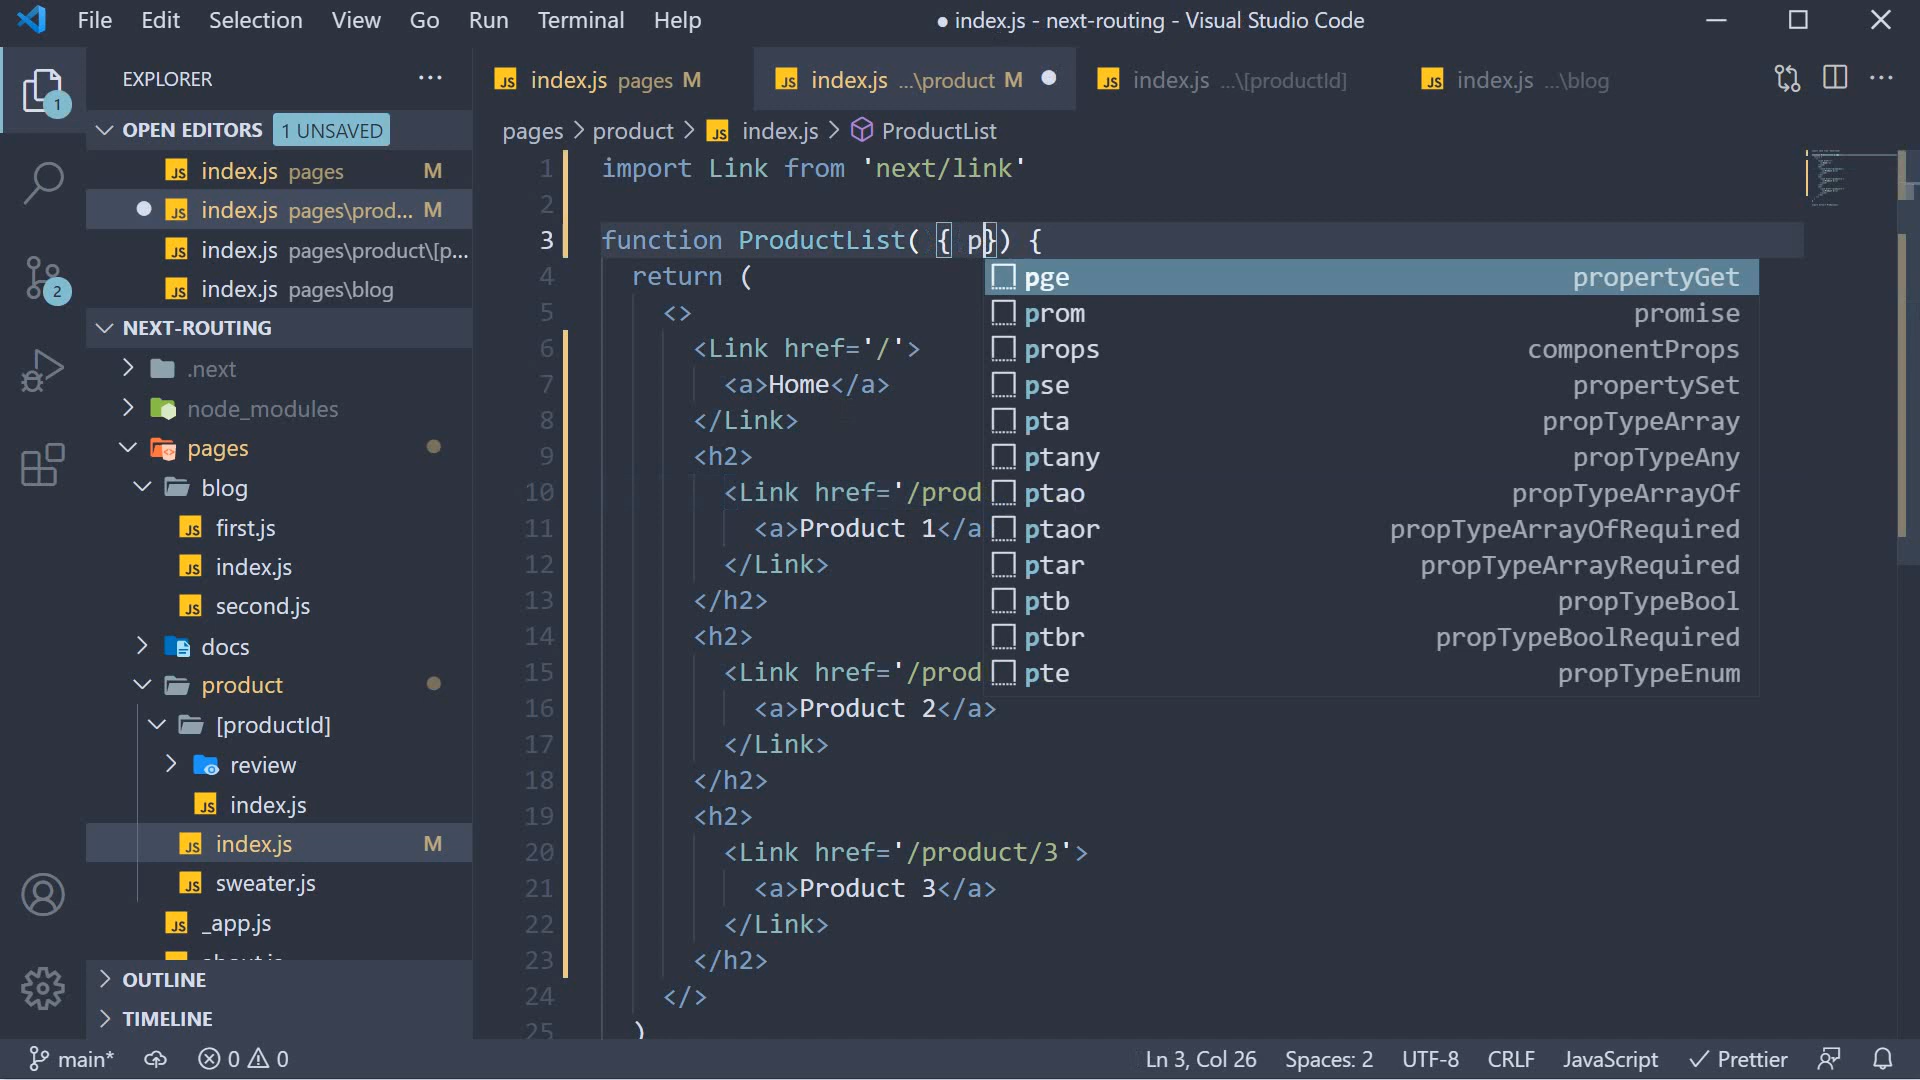 File Edit Selection View Go Run Terminal Help
● index.js - next-routing - Visual Studio Code
EXPLORER
1
2
OPEN EDITORS 1 UNSAVED
index.js pages M
index.js pages\prod... M
index.js pages\product\[p...
index.js pages\blog
NEXT-ROUTING
.next
node_modules
pages
blog
first.js
index.js
second.js
docs
product
[productId]
review
index.js
index.js M
sweater.js
_app.js
OUTLINE
TIMELINE
index.js pages M
index.js ...\product M
index.js ...\[productId]
index.js ...\blog
pages > product > index.js > ProductList
1 import Link from 'next/link'
2
3 function ProductList( { p}) {
4 return (
5 <>
6 <Link href='/'>
7 <a>Home</a>
8 </Link>
9 <h2>
10 <Link href='/prod
11 <a>Product 1</a
12 </Link>
13 </h2>
14 <h2>
15 <Link href='/prod
16 <a>Product 2</a>
17 </Link>
18 </h2>
19 <h2>
20 <Link href='/product/3'>
21 <a>Product 3</a>
22 </Link>
23 </h2>
24 </>
25 )
pge propertyGet
prom promise
props componentProps
pse propertySet
pta propTypeArray
ptany propTypeAny
ptao propTypeArrayOf
ptaor propTypeArrayOfRequired
ptar propTypeArrayRequired
ptb propTypeBool
ptbr propTypeBoolRequired
pte propTypeEnum
main* 0 0
Ln 3, Col 26 Spaces: 2 UTF-8 CRLF JavaScript Prettier